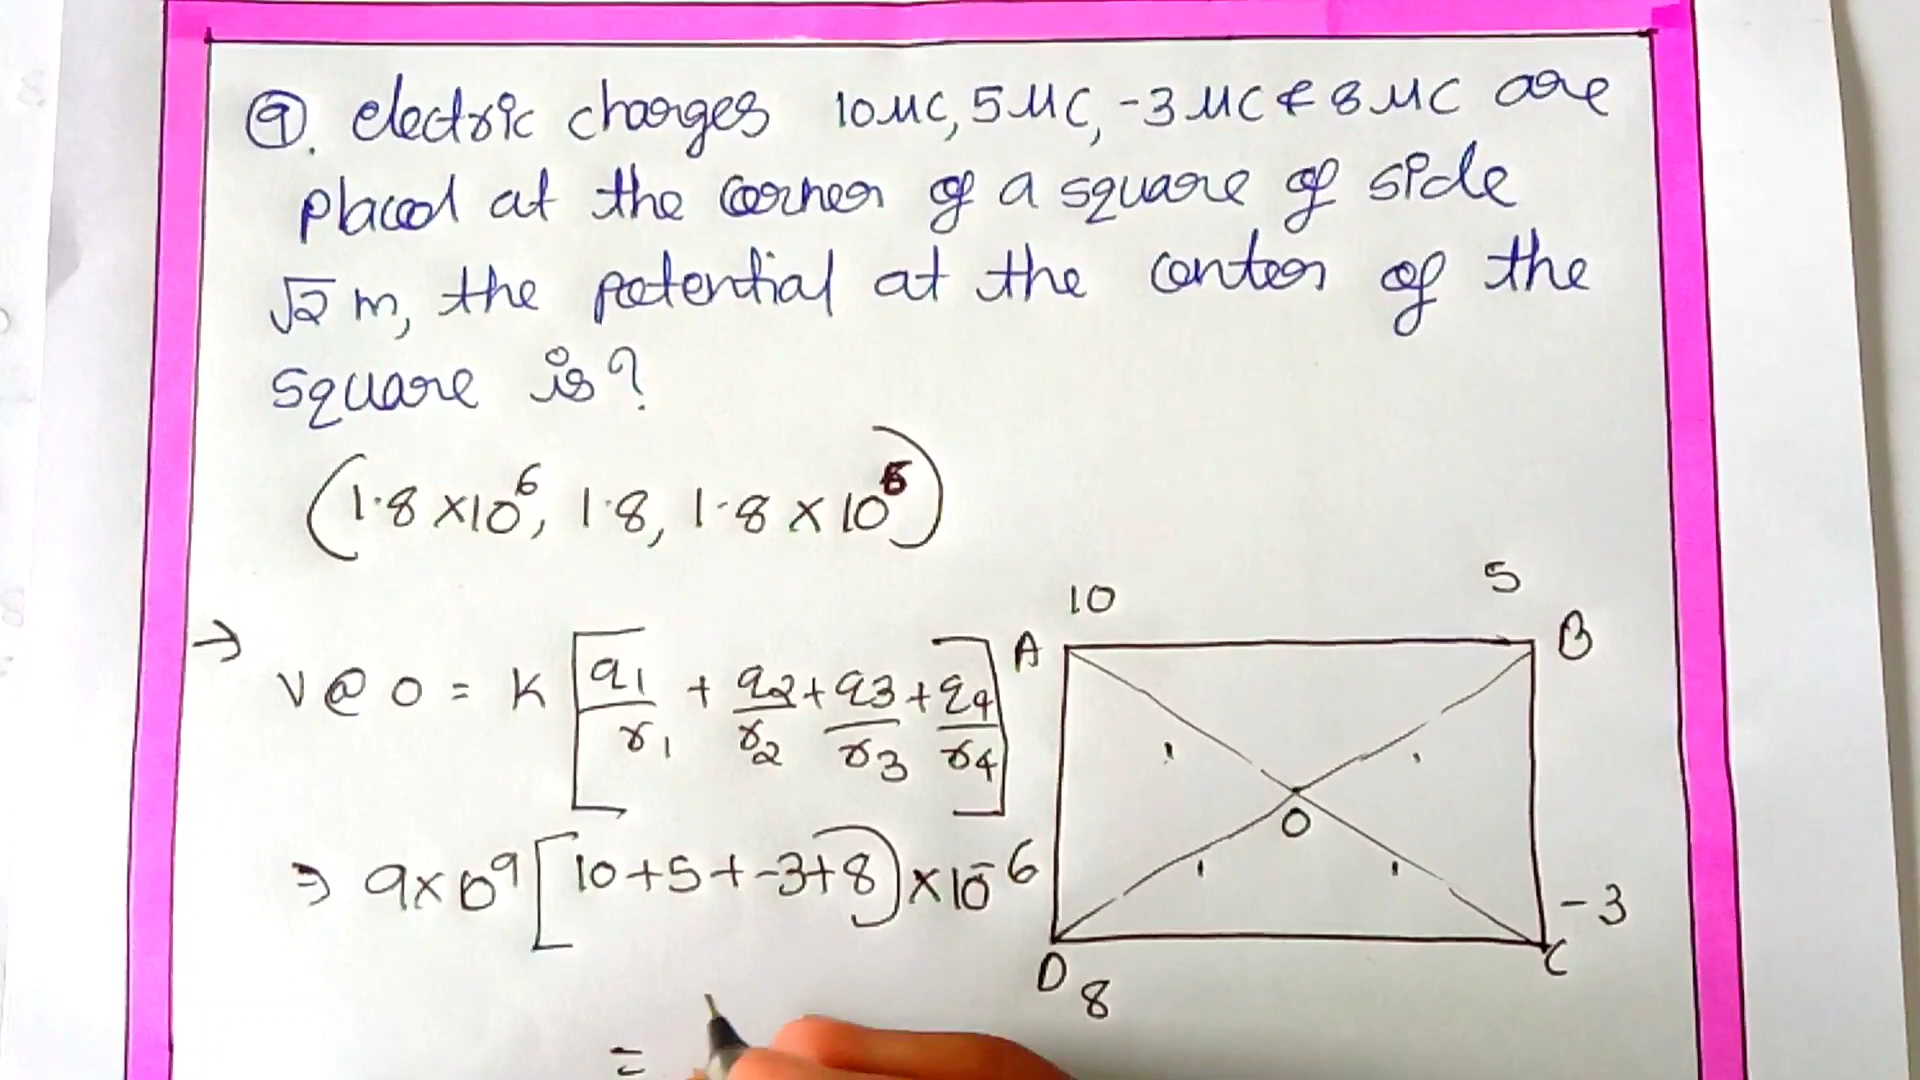 9. electric charges 10μC, 5μC, -3μC & 8μC are
placed at the corner of a square of side
√2 m, the potential at the center of the
square is?
(1.8 × 10⁶, 1.8, 1.8 × 10⁵)
→ V @ O = K [q1/r1 + q2/r2 + q3/r3 + q4/r4]
⇒ 9×10⁹ [10+5+-3+8) × 10⁻⁶
=
10 5
A B
O
-3
D C
8